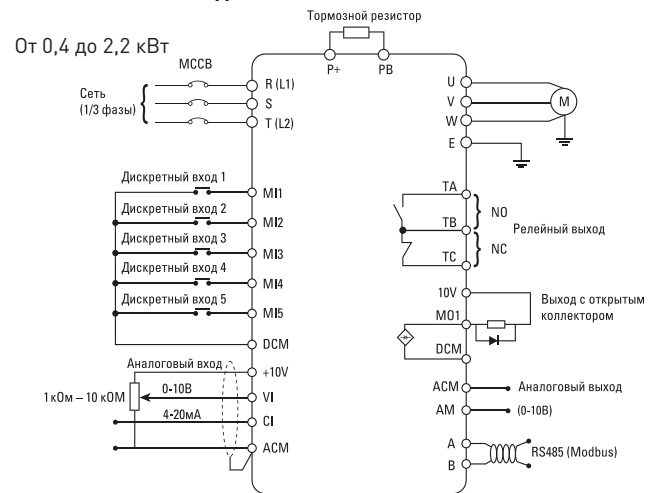 Тормозной резистор
От 0,4 до 2,2 кВт
MCCB
P+
PB
Сеть
(1/3 фазы)
R (L1)
S
T (L2)
U
V
W
M
E
Дискретный вход 1
MI1
Дискретный вход 2
MI2
Дискретный вход 3
MI3
Дискретный вход 4
MI4
Дискретный вход 5
MI5
DCM
TA
TB
TC
NO
NC
Релейный выход
10V
MO1
DCM
Выход с открытым
коллектором
Аналоговый вход
+10V
1 кОм – 10 кОМ
0-10В
VI
4-20мА
CI
ACM
ACM
Аналоговый выход
AM
(0-10В)
A
B
RS485 (Modbus)